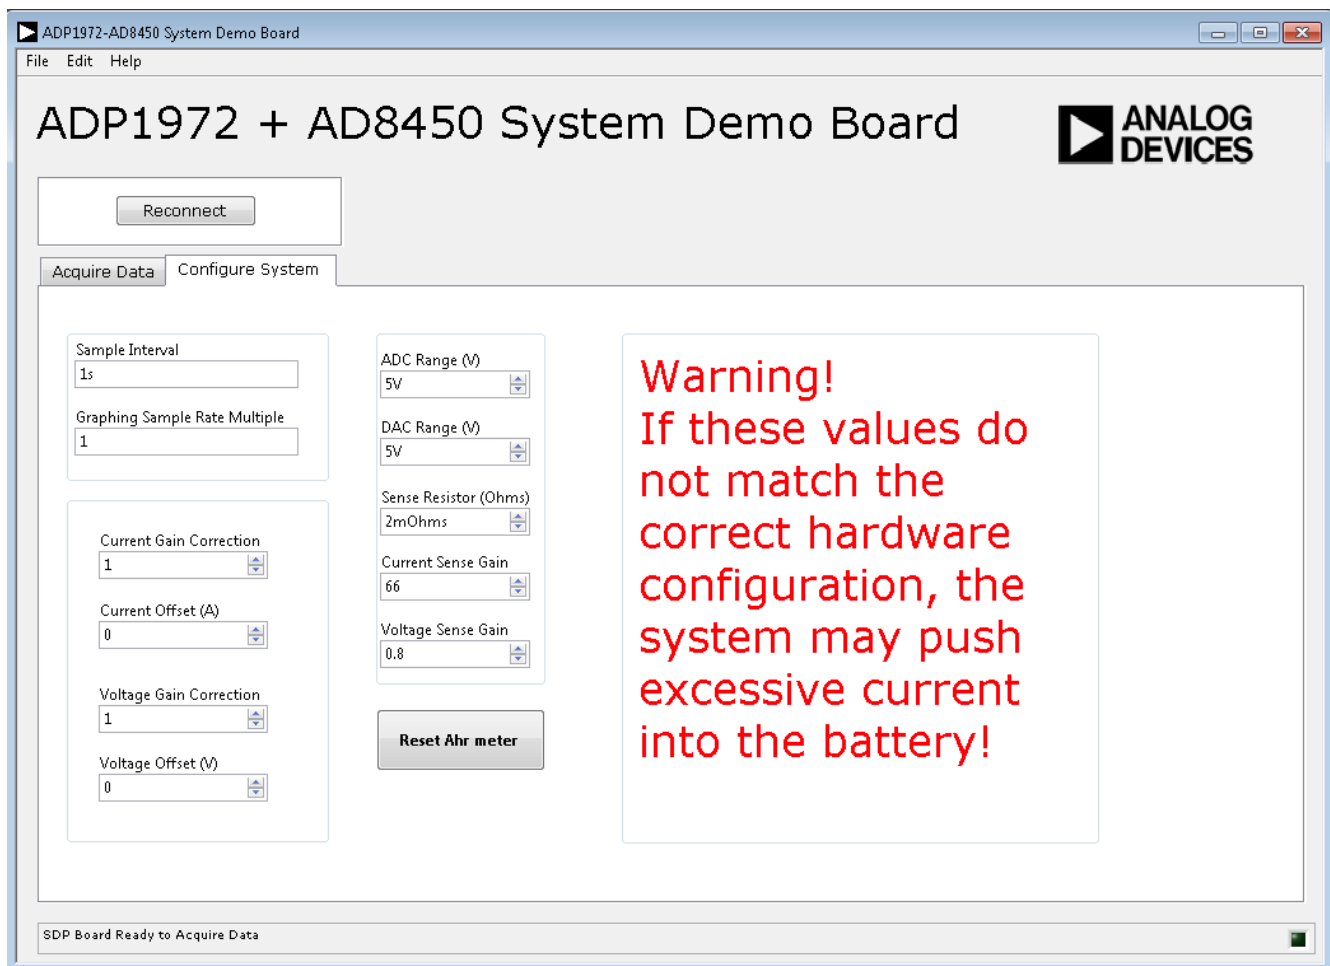 ADP1972-AD8450 System Demo Board
File Edit Help
ADP1972 + AD8450 System Demo Board
ANALOG
DEVICES
Reconnect
Acquire Data
Configure System
Sample Interval
1s
Graphing Sample Rate Multiple
1
Current Gain Correction
1
Current Offset (A)
0
Voltage Gain Correction
1
Voltage Offset (V)
0
ADC Range (V)
5V
DAC Range (V)
5V
Sense Resistor (Ohms)
2mOhms
Current Sense Gain
66
Voltage Sense Gain
0.8
Reset Ahr meter
Warning!
If these values do
not match the
correct hardware
configuration, the
system may push
excessive current
into the battery!
SDP Board Ready to Acquire Data